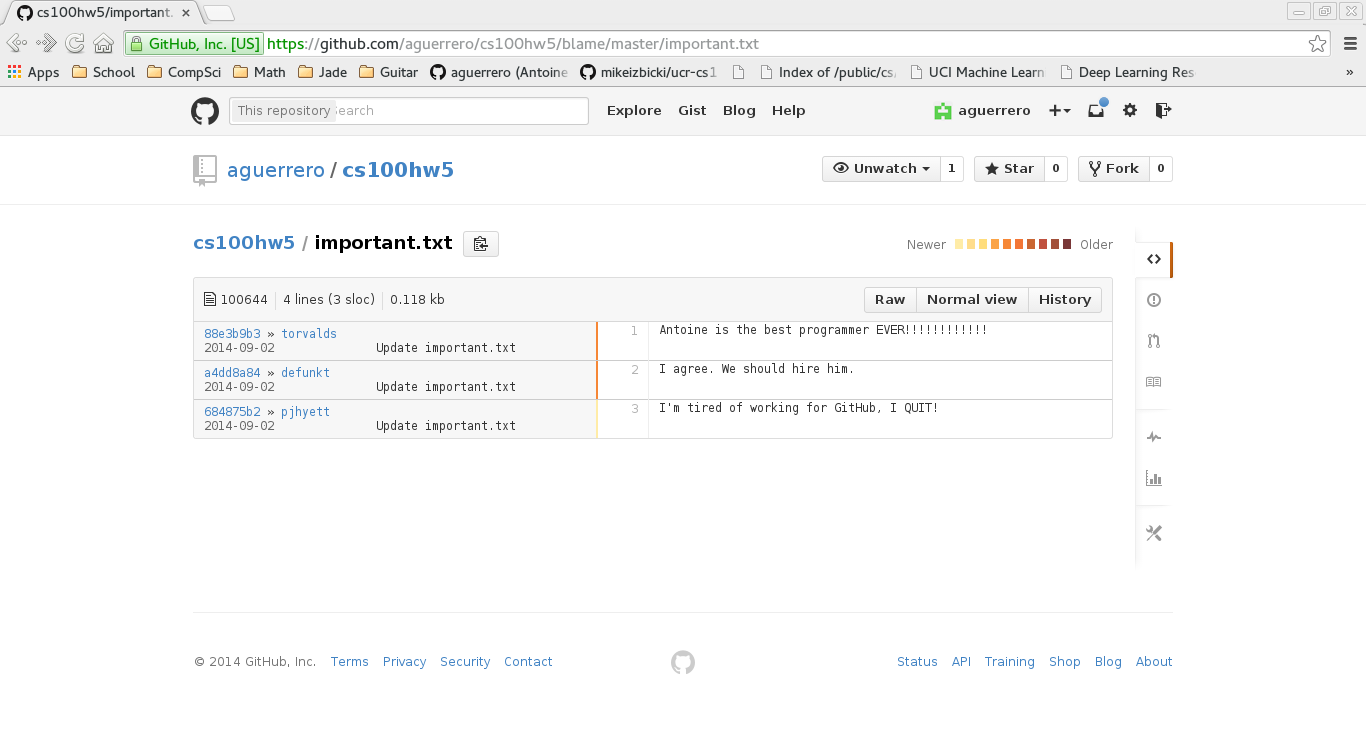 cs100hw5/important. ×
GitHub, Inc. [US] https://github.com/aguerrero/cs100hw5/blame/master/important.txt
Apps School CompSci Math Jade Guitar aguerrero (Antoine mikeizbicki/ucr-cs1 Index of /public/cs UCI Machine Learn Deep Learning Res »
This repository Search Explore Gist Blog Help aguerrero
aguerrero / cs100hw5 Unwatch 1 Star 0 Fork 0
cs100hw5 / important.txt Newer Older
100644 4 lines (3 sloc) 0.118 kb Raw Normal view History
88e3b9b3 » torvalds 1 Antoine is the best programmer EVER!!!!!!!!!!!!
2014-09-02 Update important.txt
a4dd8a84 » defunkt 2 I agree. We should hire him.
2014-09-02 Update important.txt
684875b2 » pjhyett 3 I'm tired of working for GitHub, I QUIT!
2014-09-02 Update important.txt
© 2014 GitHub, Inc. Terms Privacy Security Contact Status API Training Shop Blog About